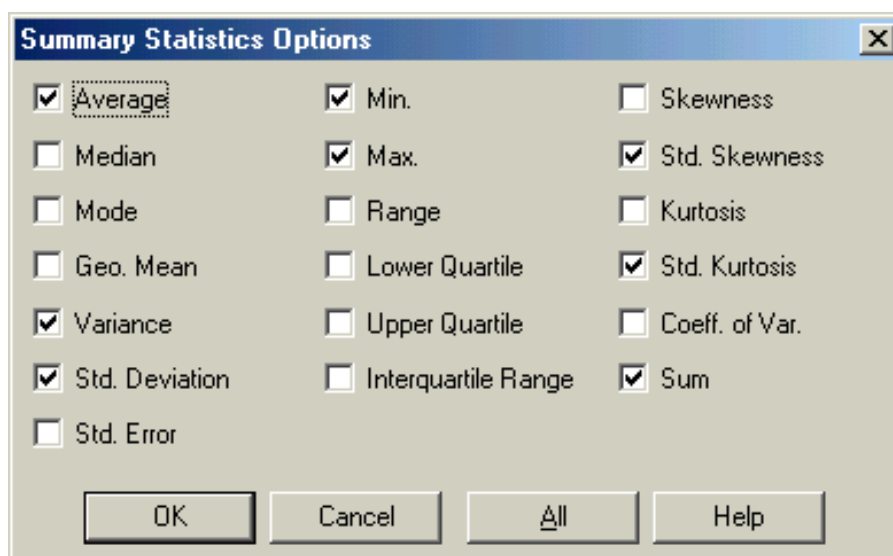 Summary Statistics Options
Average Min. Skewness
Median Max. Std. Skewness
Mode Range Kurtosis
Geo. Mean Lower Quartile Std. Kurtosis
Variance Upper Quartile Coeff. of Var.
Std. Deviation Interquartile Range Sum
Std. Error
OK Cancel All Help